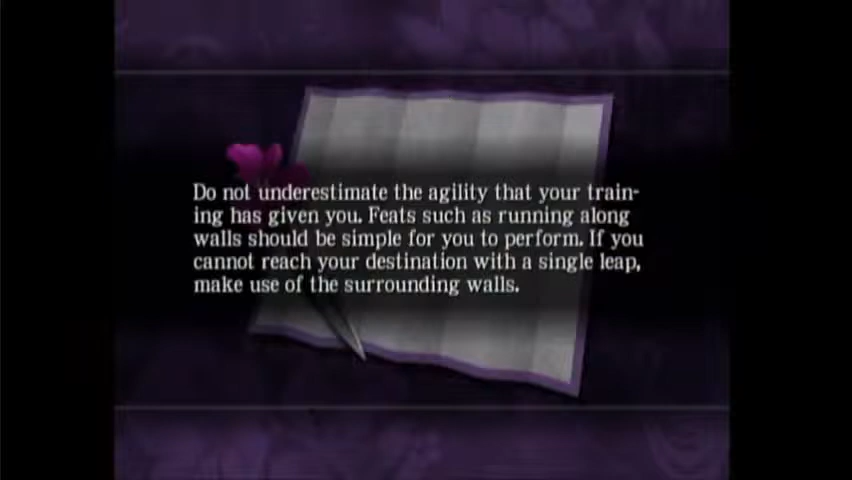 Do not underestimate the agility that your train-
ing has given you. Feats such as running along
walls should be simple for you to perform. If you
cannot reach your destination with a single leap,
make use of the surrounding walls.